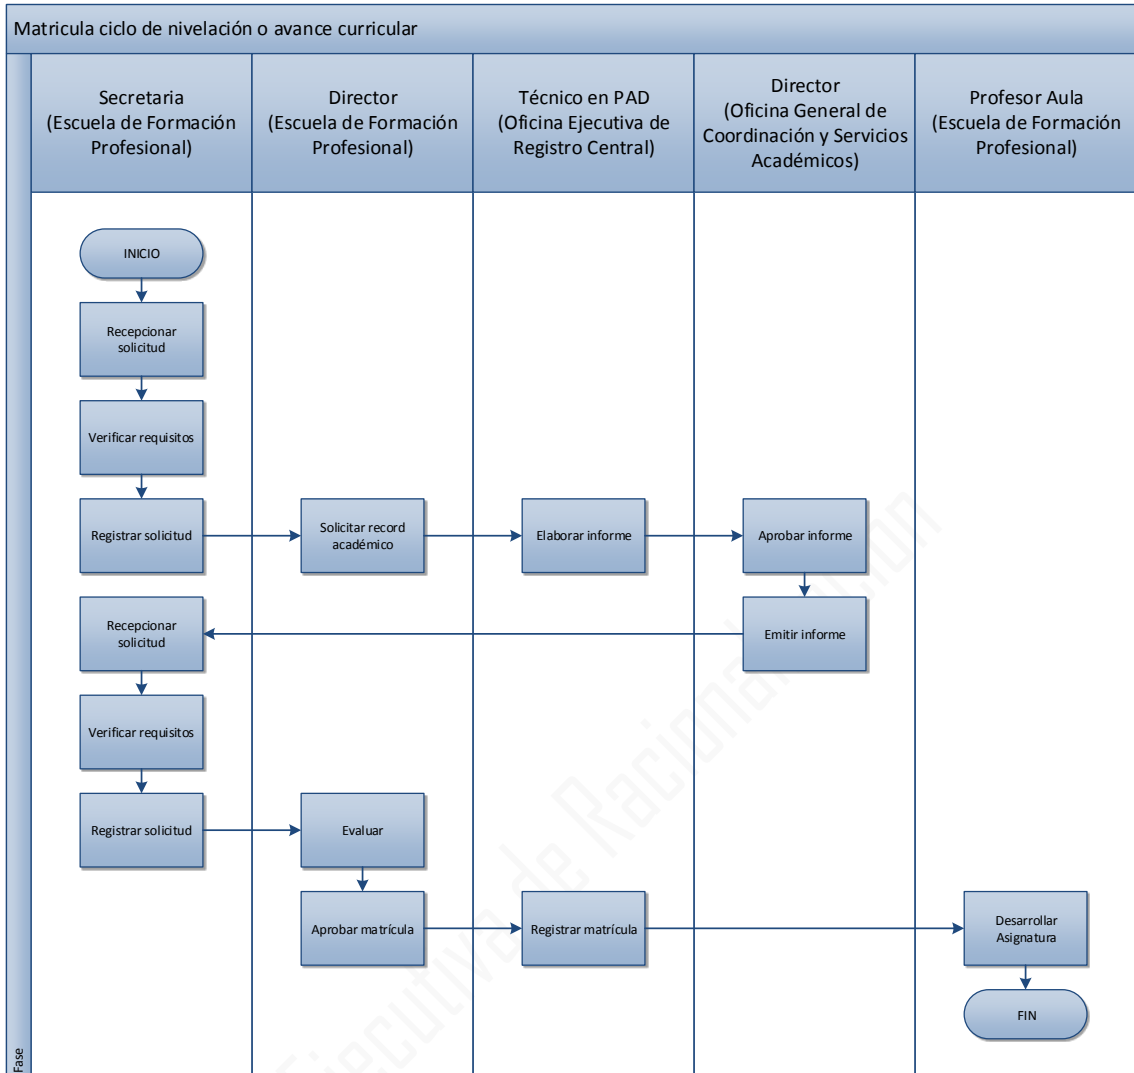 Matricula ciclo de nivelación o avance curricular
Secretaria
(Escuela de Formación
Profesional)
Director
(Escuela de Formación
Profesional)
Técnico en PAD
(Oficina Ejecutiva de
Registro Central)
Director
(Oficina General de
Coordinación y Servicios
Académicos)
Profesor Aula
(Escuela de Formación
Profesional)
INICIO
Recepcionar
solicitud
Verificar requisitos
Registrar solicitud
Solicitar record
académico
Elaborar informe
Aprobar informe
Recepcionar
solicitud
Emitir informe
Verificar requisitos
Registrar solicitud
Evaluar
Aprobar matrícula
Registrar matrícula
Desarrollar
Asignatura
FIN
Fase
Ejecutiva de